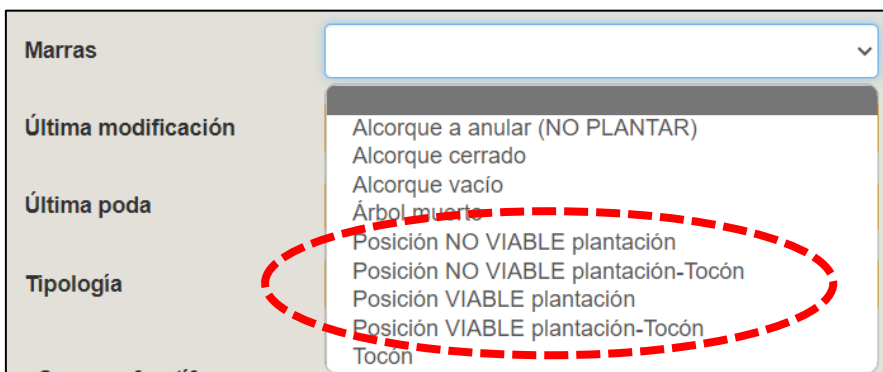 Marras
Última modificación
Alcorque a anular (NO PLANTAR)
Alcorque cerrado
Alcorque vacío
Última poda
Árbol muerto
Posición NO VIABLE plantación
Posición NO VIABLE plantación-Tocón
Tipología
Posición VIABLE plantación
Posición VIABLE plantación-Tocón
Tocón